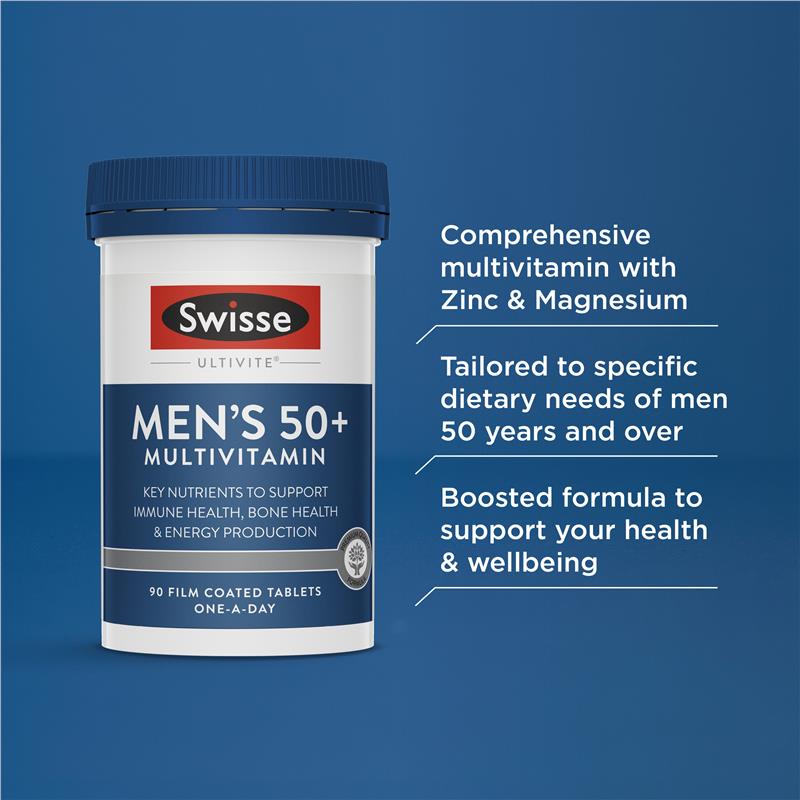 Swisse
ULTIVITE®
MEN'S 50+
MULTIVITAMIN
KEY NUTRIENTS TO SUPPORT
IMMUNE HEALTH, BONE HEALTH
& ENERGY PRODUCTION
90 FILM COATED TABLETS
ONE-A-DAY
Comprehensive
multivitamin with
Zinc & Magnesium
Tailored to specific
dietary needs of men
50 years and over
Boosted formula to
support your health
& wellbeing